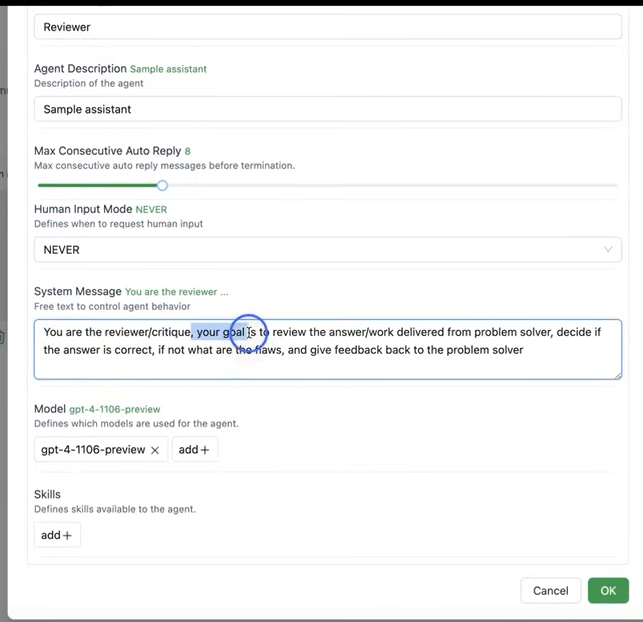 Reviewer
Agent Description Sample assistant
Description of the agent
Sample assistant
Max Consecutive Auto Reply 8
Max consecutive auto reply messages before termination.
Human Input Mode NEVER
Defines when to request human input
NEVER
System Message You are the reviewer ...
Free text to control agent behavior
You are the reviewer/critique, your goal is to review the answer/work delivered from problem solver, decide if
the answer is correct, if not what are the flaws, and give feedback back to the problem solver
Model gpt-4-1106-preview
Defines which models are used for the agent.
gpt-4-1106-preview × add+
Skills
Defines skills available to the agent.
add+
Cancel OK